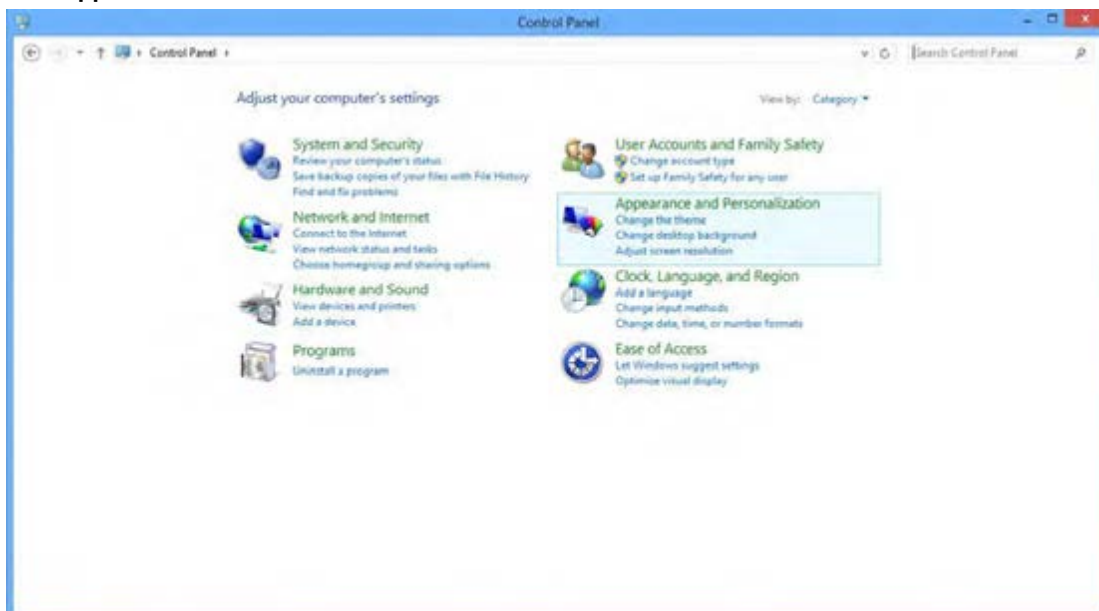 Control Panel
Control Panel
Search Control Panel
Adjust your computer's settings
View by: Category
System and Security
Review your computer's status
Save backup copies of your files with File History
Find and fix problems
Network and Internet
Connect to the Internet
View network status and tasks
Choose homegroup and sharing options
Hardware and Sound
View devices and printers
Add a device
Programs
Uninstall a program
User Accounts and Family Safety
Change account type
Set up Family Safety for any user
Appearance and Personalization
Change the theme
Change desktop background
Adjust screen resolution
Clock, Language, and Region
Add a language
Change input methods
Change date, time, or number formats
Ease of Access
Let Windows suggest settings
Optimize visual display